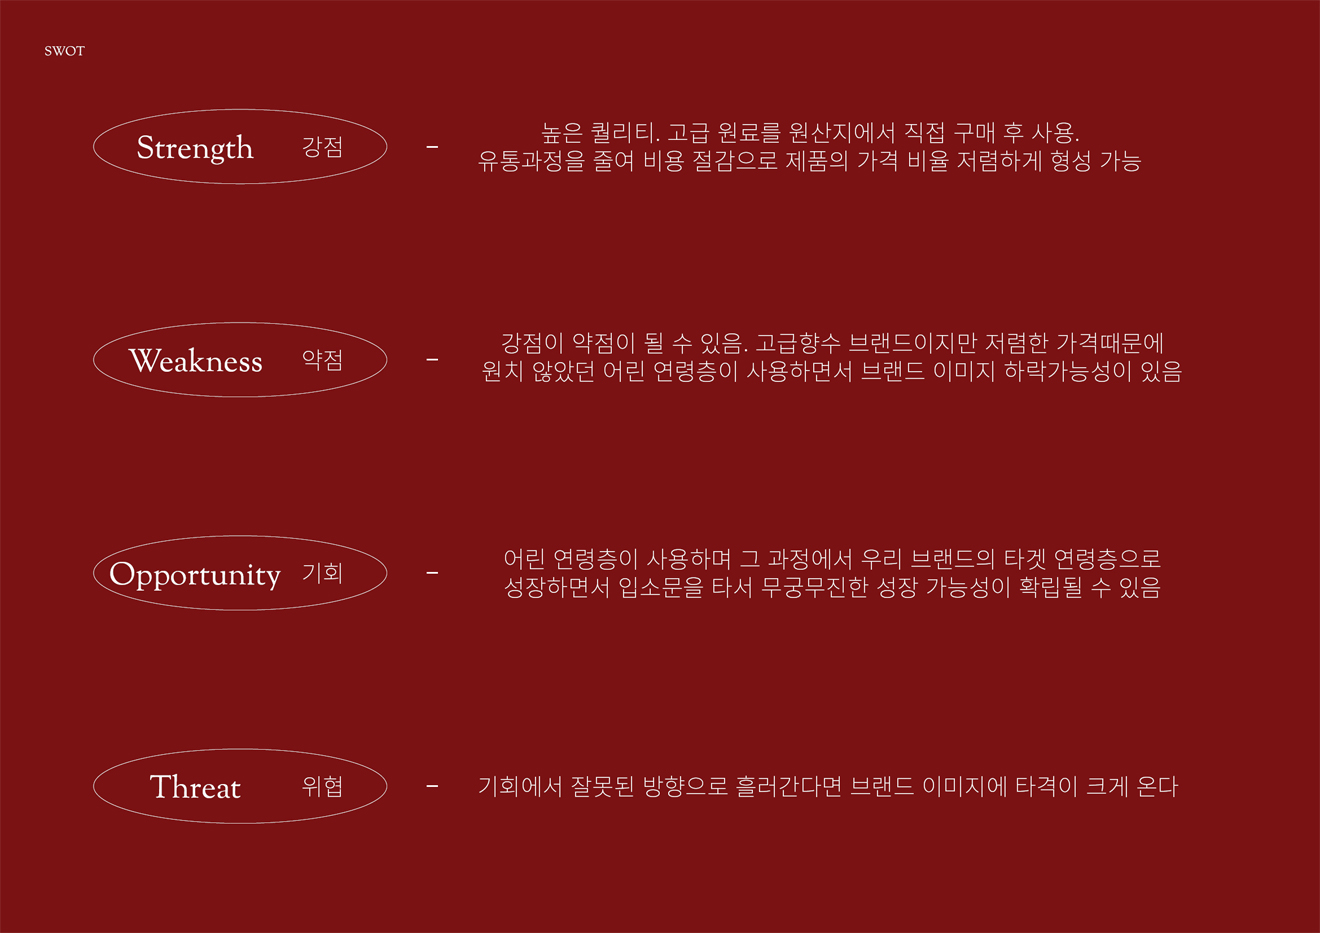 SWOT
Strength 강점 – 높은 퀄리티. 고급 원료를 원산지에서 직접 구매 후 사용.
유통과정을 줄여 비용 절감으로 제품의 가격 비율 저렴하게 형성 가능
Weakness 약점 – 강점이 약점이 될 수 있음. 고급향수 브랜드이지만 저렴한 가격때문에
원치 않았던 어린 연령층이 사용하면서 브랜드 이미지 하락가능성이 있음
Opportunity 기회 – 어린 연령층이 사용하며 그 과정에서 우리 브랜드의 타겟 연령층으로
성장하면서 입소문을 타서 무궁무진한 성장 가능성이 확립될 수 있음
Threat 위협 – 기회에서 잘못된 방향으로 흘러간다면 브랜드 이미지에 타격이 크게 온다